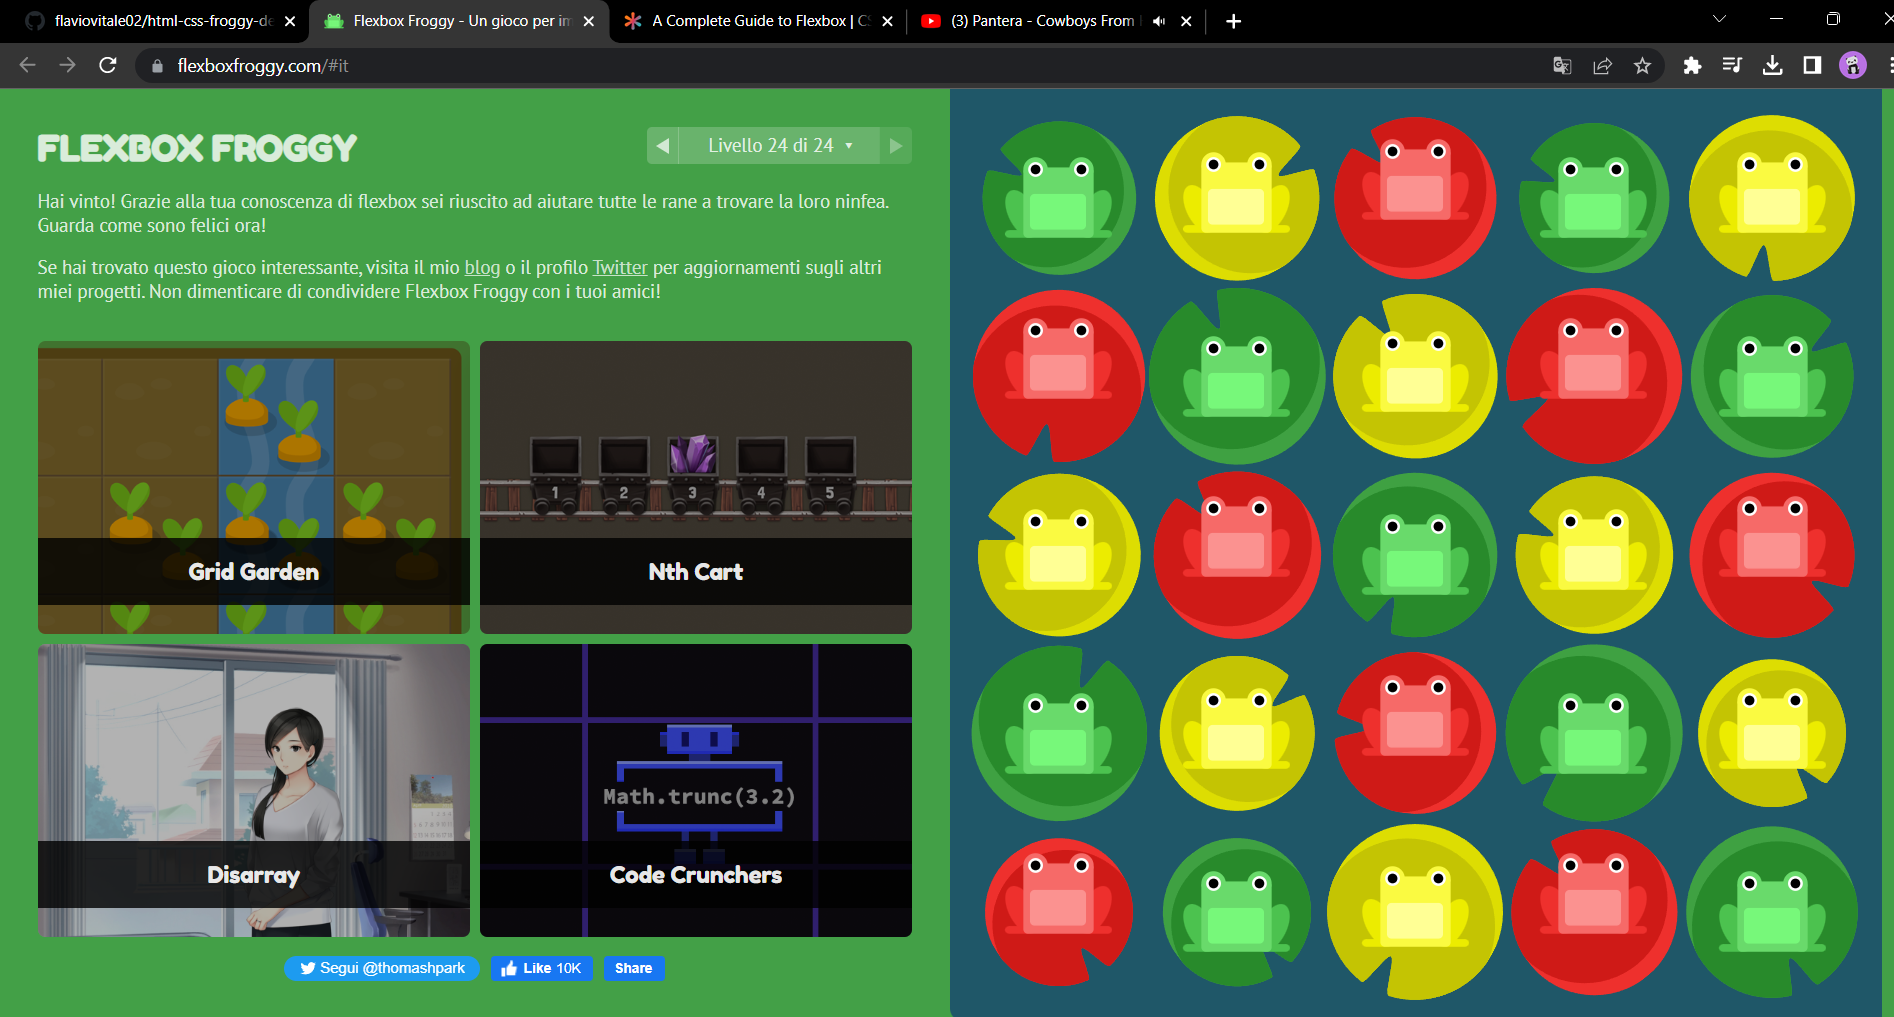 flaviovitale02/html-css-froggy-de
Flexbox Froggy - Un gioco per im
A Complete Guide to Flexbox | CS
(3) Pantera - Cowboys From
flexboxfroggy.com/#it
FLEXBOX FROGGY
Livello 24 di 24
Hai vinto! Grazie alla tua conoscenza di flexbox sei riuscito ad aiutare tutte le rane a trovare la loro ninfea.
Guarda come sono felici ora!
Se hai trovato questo gioco interessante, visita il mio blog o il profilo Twitter per aggiornamenti sugli altri
miei progetti. Non dimenticare di condividere Flexbox Froggy con i tuoi amici!
1 2 3 4 5
Grid Garden
Nth Cart
Math.trunc(3.2)
Disarray
Code Crunchers
Segui @thomashpark
Like 10K
Share